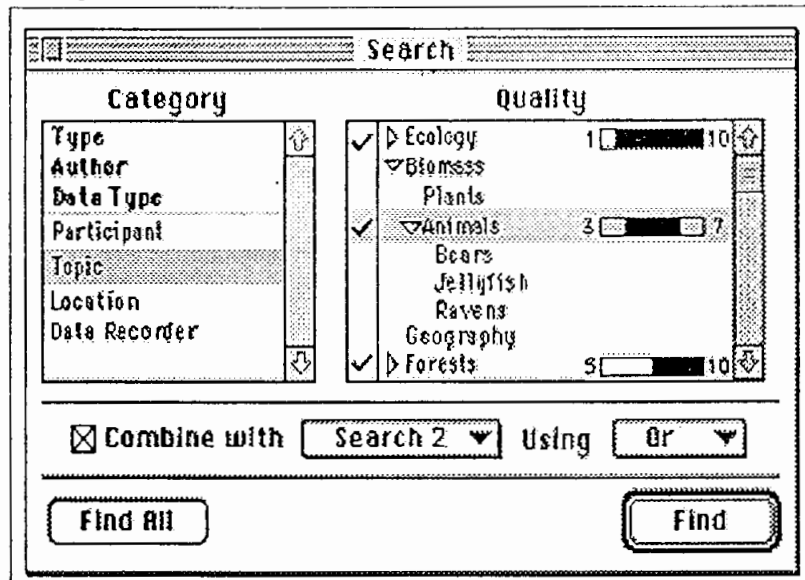 Search
Category
Quality
Type
Author
Data Type
Participant
Topic
Location
Data Recorder
✓ ▷ Ecology 1 10
▽Biomass
Plants
✓ ▽Animals 3 7
Bears
Jellyfish
Ravens
Geography
✓ ▷ Forests 5 10
☒ Combine with Search 2 ▼ Using Or ▼
Find All
Find